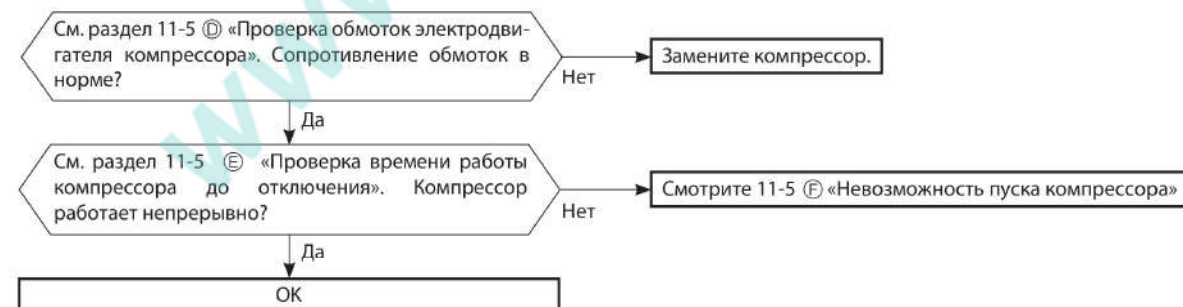 См. раздел 11-5 Ⓓ «Проверка обмоток электродви-
гателя компрессора». Сопротивление обмоток в
норме?
Нет
Замените компрессор.
Да
См. раздел 11-5 Ⓔ «Проверка времени работы
компрессора до отключения». Компрессор
работает непрерывно?
Нет
Смотрите 11-5 Ⓕ «Невозможность пуска компрессора»
Да
OK